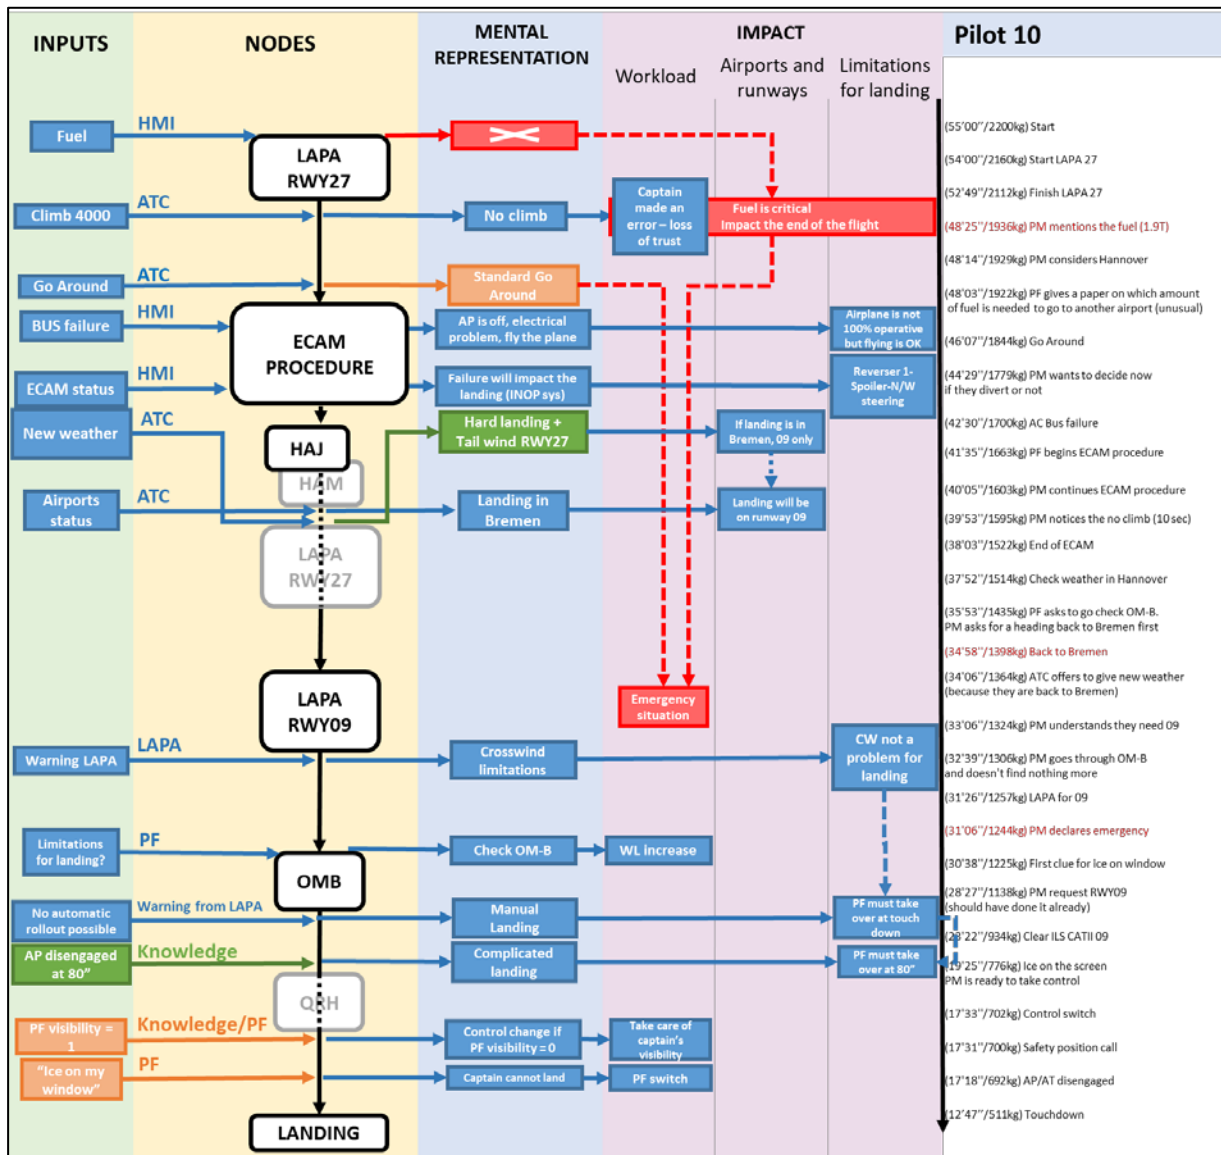 INPUTS
NODES
MENTAL
REPRESENTATION
IMPACT
Workload
Airports and
runways
Limitations
for landing
Pilot 10
Fuel
HMI
LAPA
RWY27
Climb 4000
ATC
No climb
Captain
made an
error – loss
of trust
Fuel is critical
Impact the end of the flight
Go Around
ATC
Standard Go
Around
BUS failure
HMI
ECAM
PROCEDURE
AP is off, electrical
problem, fly the plane
Airplane is not
100% operative
but flying is OK
ECAM status
HMI
Failure will impact the
landing (INOP sys)
Reverser 1-
Spoiler-N/W
steering
New weather
ATC
HAJ
Hard landing +
Tail wind RWY27
If landing is in
Bremen, 09 only
HAM
Airports
status
ATC
Landing in
Bremen
Landing will be
on runway 09
LAPA
RWY27
LAPA
RWY09
Emergency
situation
Warning LAPA
LAPA
Crosswind
limitations
CW not a
problem for
landing
Limitations
for landing?
PF
OMB
Check OM-B
WL increase
No automatic
rollout possible
Warning from LAPA
Manual
Landing
PF must take
over at touch
down
AP disengaged
at 80"
Knowledge
Complicated
landing
PF must take
over at 80"
QRH
PF visibility =
1
Knowledge/PF
Control change if
PF visibility = 0
Take care of
captain's
visibility
"Ice on my
window"
PF
Captain cannot land
PF switch
LANDING
(55'00''/2200kg) Start
(54'00''/2160kg) Start LAPA 27
(52'49''/2112kg) Finish LAPA 27
(48'25''/1936kg) PM mentions the fuel (1.9T)
(48'14''/1929kg) PM considers Hannover
(48'03''/1922kg) PF gives a paper on which amount
of fuel is needed to go to another airport (unusual)
(46'07''/1844kg) Go Around
(44'29''/1779kg) PM wants to decide now
if they divert or not
(42'30''/1700kg) AC Bus failure
(41'35''/1663kg) PF begins ECAM procedure
(40'05''/1603kg) PM continues ECAM procedure
(39'53''/1595kg) PM notices the no climb (10 sec)
(38'03''/1522kg) End of ECAM
(37'52''/1514kg) Check weather in Hannover
(35'53''/1435kg) PF asks to go check OM-B.
PM asks for a heading back to Bremen first
(34'58''/1398kg) Back to Bremen
(34'06''/1364kg) ATC offers to give new weather
(because they are back to Bremen)
(33'06''/1324kg) PM understands they need 09
(32'39''/1306kg) PM goes through OM-B
and doesn't find nothing more
(31'26''/1257kg) LAPA for 09
(31'06''/1244kg) PM declares emergency
(30'38''/1225kg) First clue for Ice on window
(28'27''/1138kg) PM request RWY09
(should have done it already)
(23'22''/934kg) Clear ILS CATII 09
(19'25''/776kg) Ice on the screen
PM is ready to take control
(17'33''/702kg) Control switch
(17'31''/700kg) Safety position call
(17'18''/692kg) AP/AT disengaged
(12'47''/511kg) Touchdown